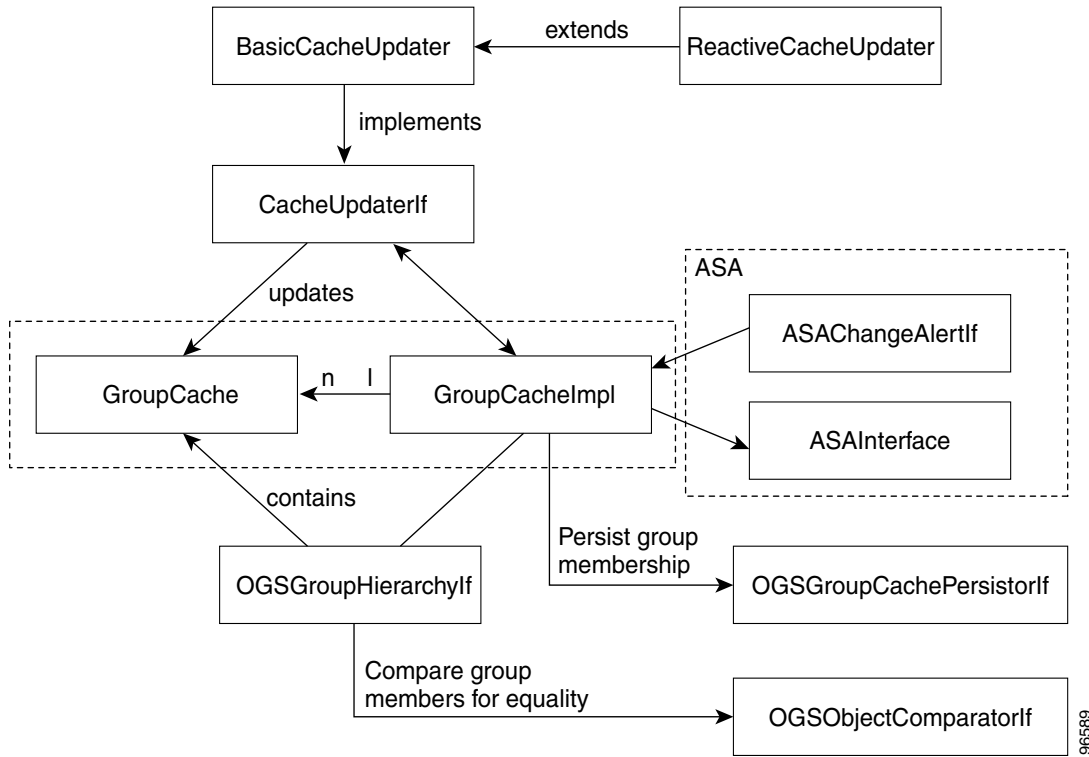 BasicCacheUpdater
extends
ReactiveCacheUpdater
implements
CacheUpdaterIf
updates
ASA
ASAChangeAlertIf
GroupCache
n
l
GroupCacheImpl
ASAInterface
contains
Persist group
membership
OGSGroupHierarchyIf
OGSGroupCachePersistorIf
Compare group
members for equality
OGSObjectComparatorIf
96589